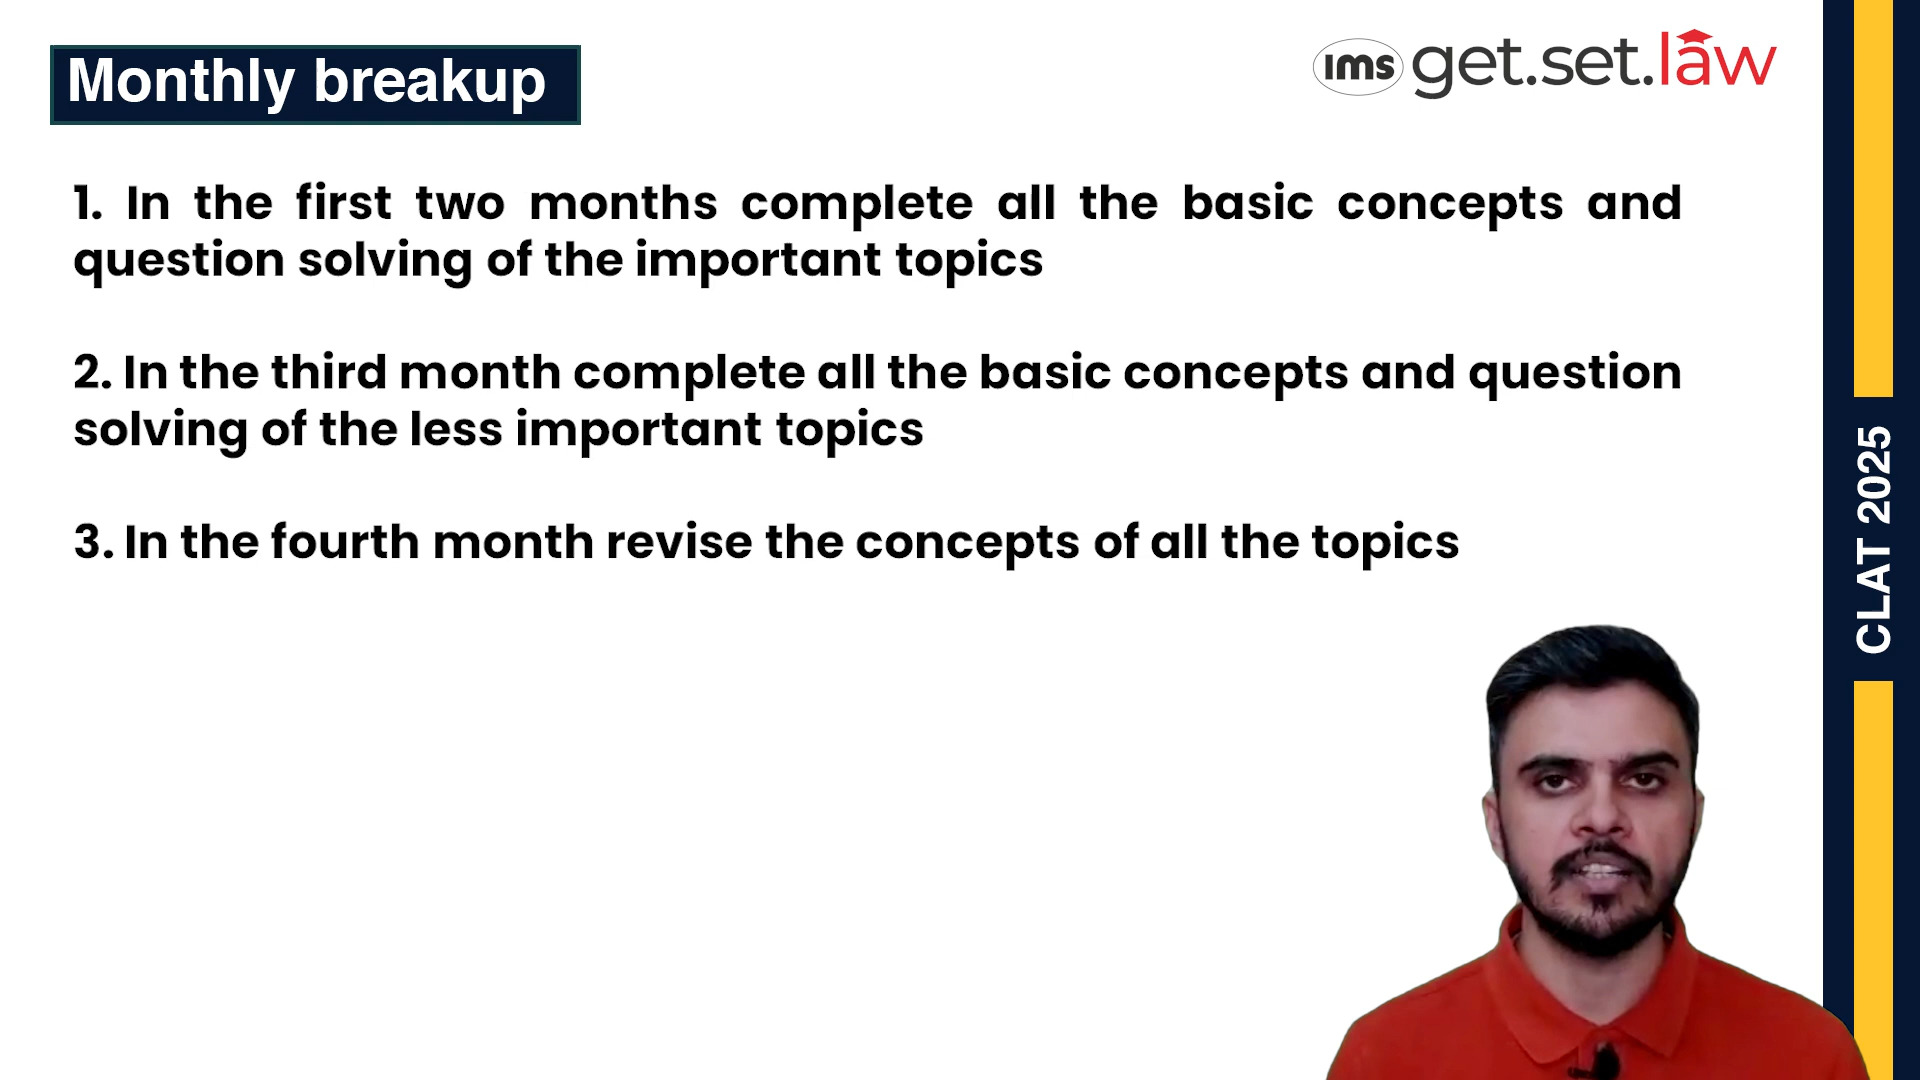 Monthly breakup
ims get.set.law
1. In the first two months complete all the basic concepts and
question solving of the important topics
2. In the third month complete all the basic concepts and question
solving of the less important topics
3. In the fourth month revise the concepts of all the topics
CLAT 2025